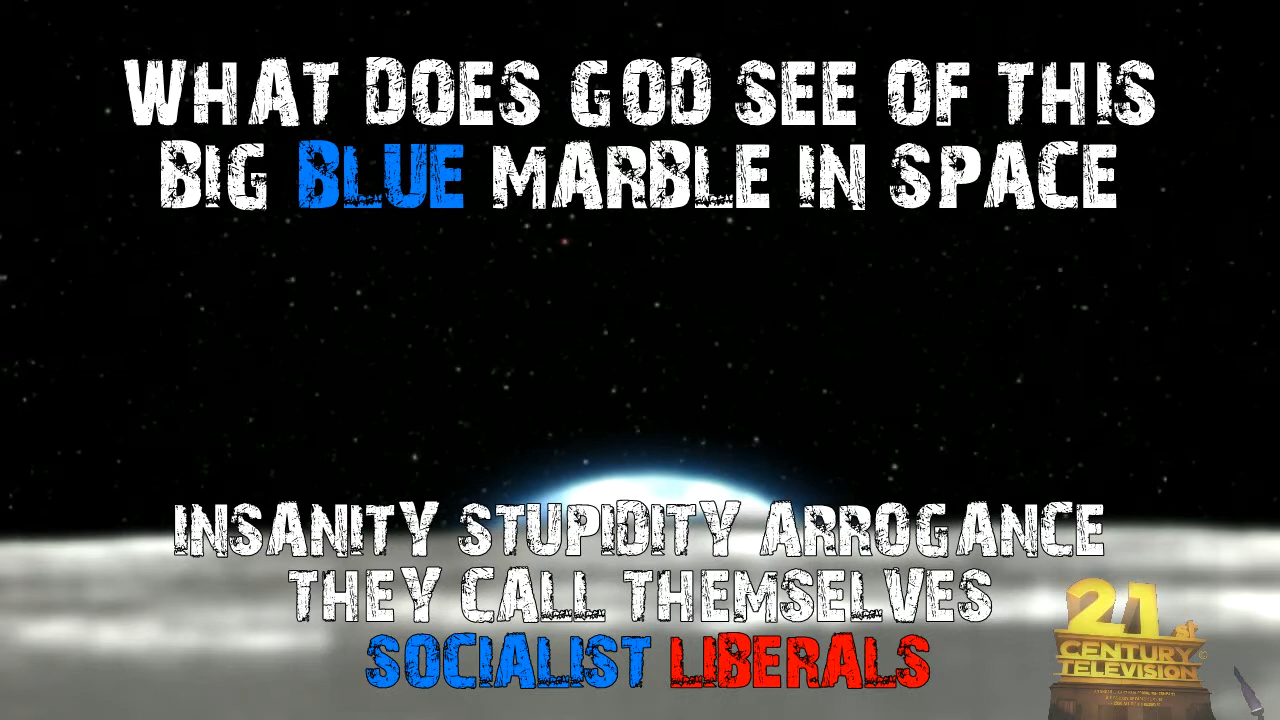 WHAT DOES GOD SEE OF THIS
BIG BLUE MARBLE IN SPACE
INSANITY STUPIDITY ARROGANCE
THEY CALL THEMSELVES
SOCIALIST LIBERALS
21st
CENTURY
TELEVISION
©